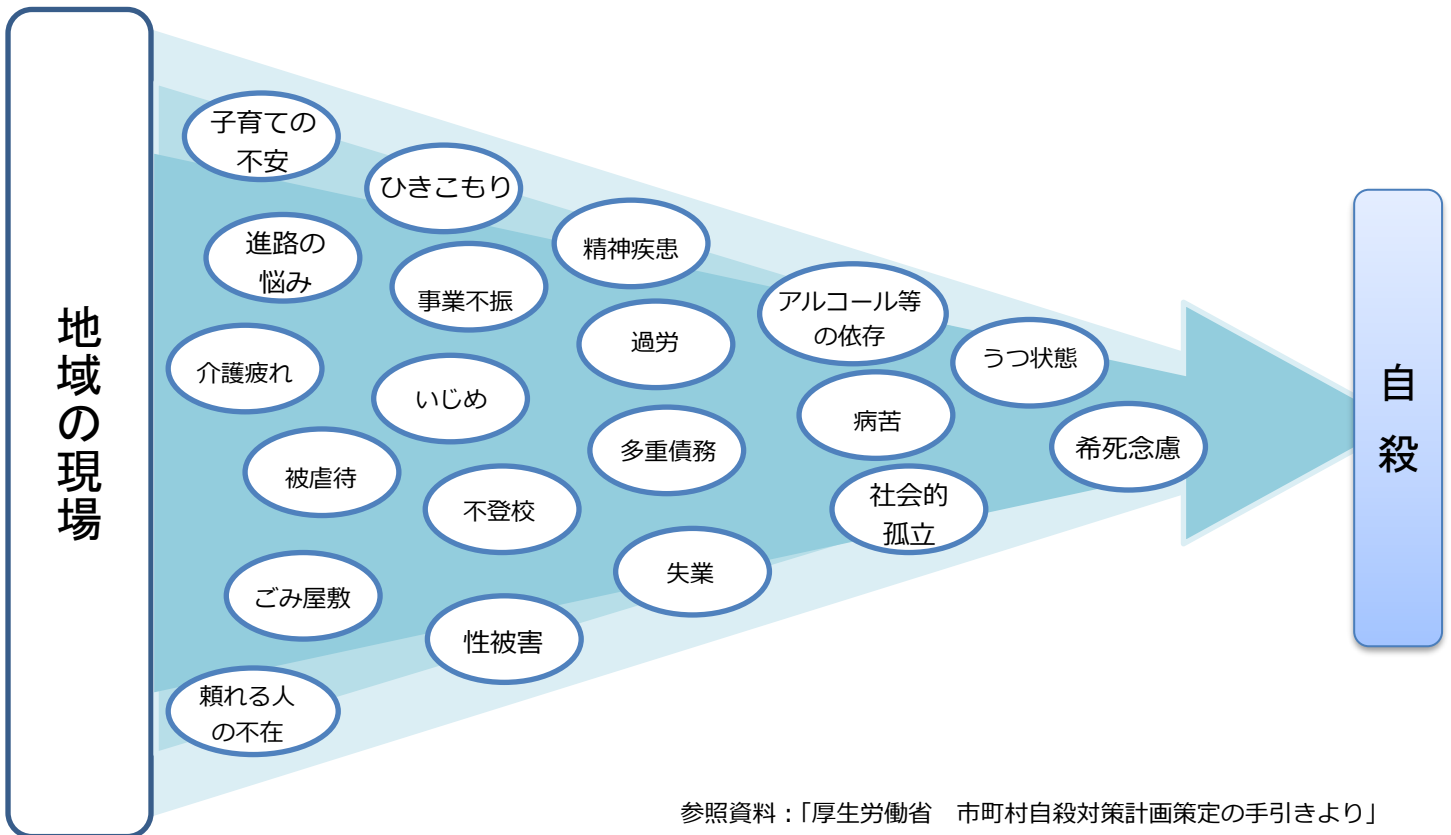 地域の現場
子育ての
不安
ひきこもり
進路の
悩み
精神疾患
事業不振
アルコール等
の依存
過労
うつ状態
介護疲れ
いじめ
病苦
多重債務
希死念慮
被虐待
不登校
社会的
孤立
失業
ごみ屋敷
性被害
頼れる人
の不在
自殺
参照資料:「厚生労働省　市町村自殺対策計画策定の手引きより」